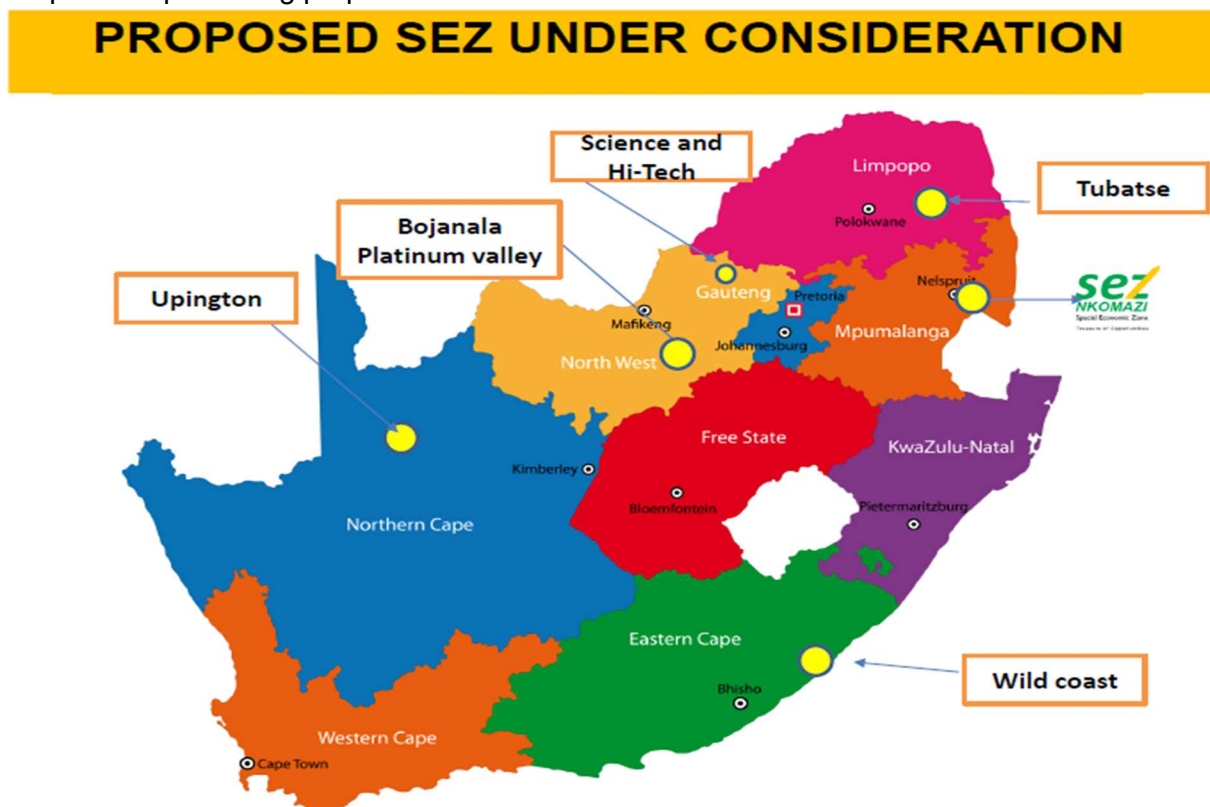 PROPOSED SEZ UNDER CONSIDERATION
Science and
Hi-Tech
Limpopo
Tubatse
Polokwane
Bojanala
Platinum valley
Upington
sez
NKOMAZI
Special Economic Zone
Nelspruit
Gauteng
Pretoria
Mafikeng
Mpumalanga
Johannesburg
North West
Free State
KwaZulu-Natal
Kimberley
Bloemfontein
Pietermaritzburg
Northern Cape
Eastern Cape
Wild coast
Bhisho
Western Cape
Cape Town